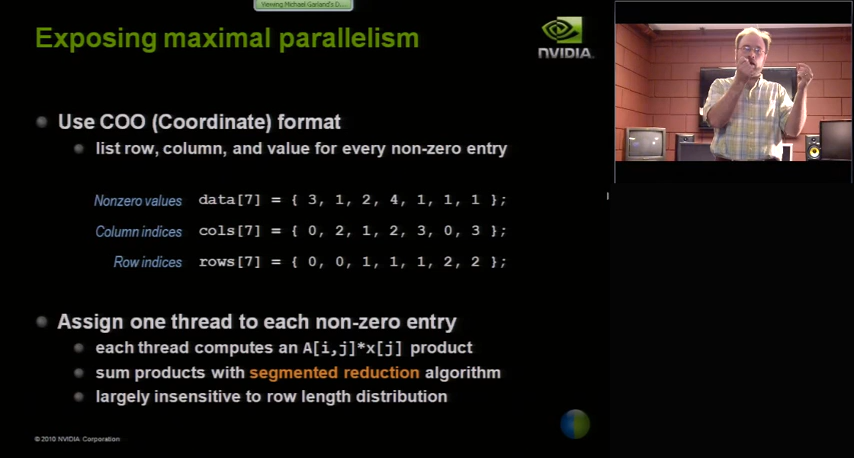 Viewing Michael Garland's D...
Exposing maximal parallelism
NVIDIA.
Use COO (Coordinate) format
list row, column, and value for every non-zero entry
Nonzero values data[7] = { 3, 1, 2, 4, 1, 1, 1 };
Column indices cols[7] = { 0, 2, 1, 2, 3, 0, 3 };
Row indices rows[7] = { 0, 0, 1, 1, 1, 2, 2 };
Assign one thread to each non-zero entry
each thread computes an A[i,j]*x[j] product
sum products with segmented reduction algorithm
largely insensitive to row length distribution
© 2010 NVIDIA Corporation